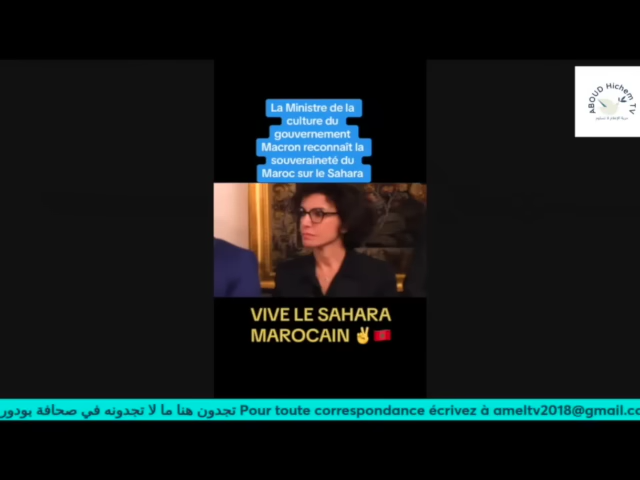 ABOUD Hichem TV
La Ministre de la
culture du
gouvernement
Macron reconnaît la
souveraineté du
Maroc sur le Sahara
VIVE LE SAHARA
MAROCAIN ✌️🇲🇦
تجدون هنا ما لا تجدونه في صحافة بودور Pour toute correspondance écrivez à ameltv2018@gmail.co